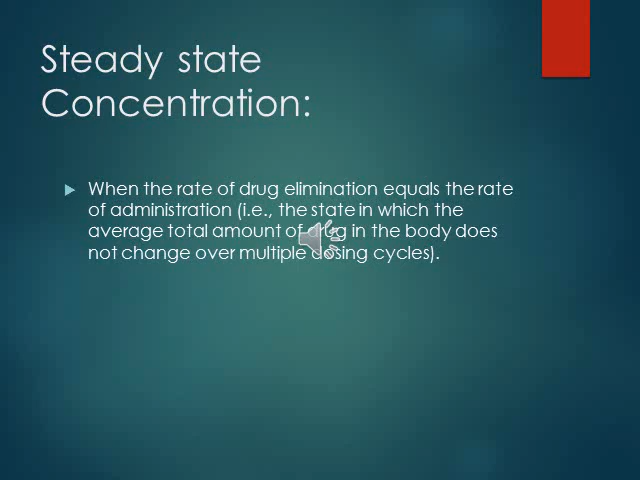 Steady state
Concentration:
When the rate of drug elimination equals the rate
of administration (i.e., the state in which the
average total amount of drug in the body does
not change over multiple dosing cycles).